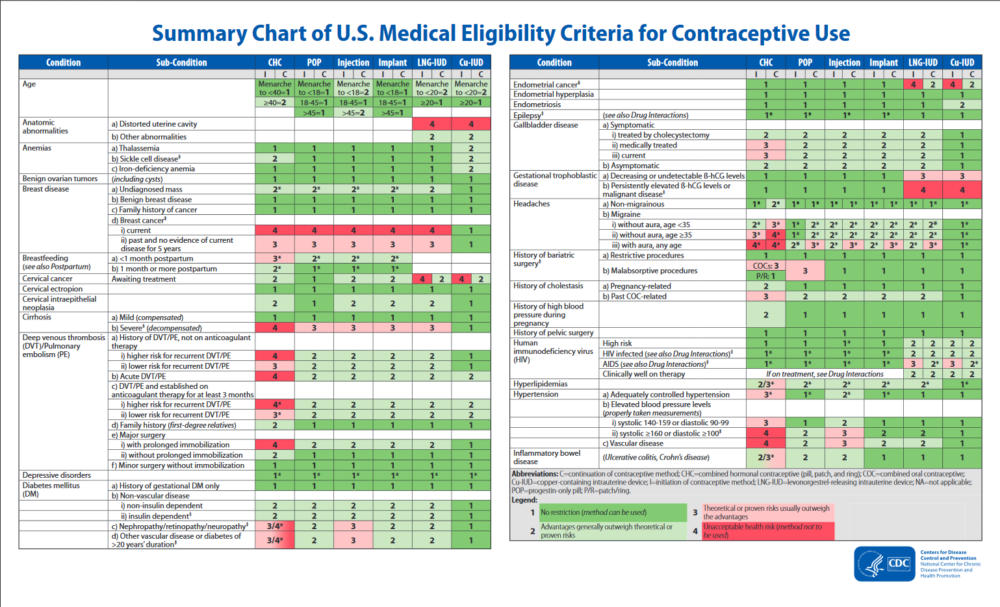 Summary Chart of U.S. Medical Eligibility Criteria for Contraceptive Use
Condition Sub-Condition CHC POP Injection Implant LNG-IUD Cu-IUD
I C I C I C I C I C I C
Age Menarche to <40=1 Menarche to <18=1 Menarche to <18=2 Menarche to <18=1 Menarche to <20=2 Menarche to <20=2
≥40=2 18-45=1 18-45=1 18-45=1 ≥20=1 ≥20=1
>45=1 >45=2 >45=1
Anatomic abnormalities a) Distorted uterine cavity 4 4
b) Other abnormalities 2 2
Anemias a) Thalassemia 1 1 1 1 1 2
b) Sickle cell disease‡ 2 1 1 1 1 2
c) Iron-deficiency anemia 1 1 1 1 1 2
Benign ovarian tumors (including cysts) 1 1 1 1 1 1
Breast disease a) Undiagnosed mass 2* 2* 2* 2* 2 1
b) Benign breast disease 1 1 1 1 1 1
c) Family history of cancer 1 1 1 1 1 1
d) Breast cancer‡
i) current 4 4 4 4 4 1
ii) past and no evidence of current disease for 5 years 3 3 3 3 3 1
Breastfeeding (see also Postpartum) a) <1 month postpartum 3* 2* 2* 2*
b) 1 month or more postpartum 2* 1* 1* 1*
Cervical cancer Awaiting treatment 2 1 2 2 4 2 4 2
Cervical ectropion 1 1 1 1 1 1
Cervical intraepithelial neoplasia 2 1 2 2 2 1
Cirrhosis a) Mild (compensated) 1 1 1 1 1 1
b) Severe‡ (decompensated) 4 3 3 3 3 1
Deep venous thrombosis (DVT)/Pulmonary embolism (PE) a) History of DVT/PE, not on anticoagulant therapy
i) higher risk for recurrent DVT/PE 4 2 2 2 2 1
ii) lower risk for recurrent DVT/PE 3 2 2 2 2 1
b) Acute DVT/PE 4 2 2 2 2 2
c) DVT/PE and established on anticoagulant therapy for at least 3 months
i) higher risk for recurrent DVT/PE 4* 2 2 2 2 2
ii) lower risk for recurrent DVT/PE 3* 2 2 2 2 2
d) Family history (first-degree relatives) 2 1 1 1 1 1
e) Major surgery
i) with prolonged immobilization 4 2 2 2 2 1
ii) without prolonged immobilization 2 1 1 1 1 1
f) Minor surgery without immobilization 1 1 1 1 1 1
Depressive disorders 1* 1* 1* 1* 1* 1*
Diabetes mellitus (DM) a) History of gestational DM only 1 1 1 1 1 1
b) Non-vascular disease
i) non-insulin dependent 2 2 2 2 2 1
ii) insulin dependent‡ 2 2 2 2 2 1
c) Nephropathy/retinopathy/neuropathy‡ 3/4* 2 3 2 2 1
d) Other vascular disease or diabetes of >20 years' duration‡ 3/4* 2 3 2 2 1
Condition Sub-Condition CHC POP Injection Implant LNG-IUD Cu-IUD
I C I C I C I C I C I C
Endometrial cancer‡ 1 1 1 1 4 2 4 2
Endometrial hyperplasia 1 1 1 1 1 1
Endometriosis 1 1 1 1 1 2
Epilepsy‡ (see also Drug Interactions) 1* 1* 1* 1* 1 1
Gallbladder disease a) Symptomatic
i) treated by cholecystectomy 2 2 2 2 2 1
ii) medically treated 3 2 2 2 2 1
iii) current 3 2 2 2 2 1
b) Asymptomatic 2 2 2 2 2 1
Gestational trophoblastic disease a) Decreasing or undetectable ß-hCG levels 1 1 1 1 3 3
b) Persistently elevated ß-hCG levels or malignant disease‡ 1 1 1 1 4 4
Headaches a) Non-migrainous 1* 2* 1* 1* 1* 1* 1* 1* 1* 1* 1*
b) Migraine
i) without aura, age <35 2* 3* 1* 2* 2* 2* 2* 2* 2* 2* 1*
ii) without aura, age ≥35 3* 4* 1* 2* 2* 2* 2* 2* 2* 2* 1*
iii) with aura, any age 4* 4* 2* 3* 2* 3* 2* 3* 2* 3* 1*
History of bariatric surgery‡ a) Restrictive procedures 1 1 1 1 1 1
b) Malabsorptive procedures COCs: 3 P/R: 1 3 1 1 1 1
History of cholestasis a) Pregnancy-related 2 1 1 1 1 1
b) Past COC-related 3 2 2 2 2 1
History of high blood pressure during pregnancy 2 1 1 1 1 1
History of pelvic surgery 1 1 1 1 1 1
Human immunodeficiency virus (HIV) High risk 1 1 1* 1 2 2 2 2
HIV infected (see also Drug Interactions)‡ 1* 1* 1* 1* 2 2 2 2
AIDS (see also Drug Interactions)‡ 1* 1* 1* 1* 3 2* 3 2*
Clinically well on therapy If on treatment, see Drug Interactions 2 2 2 2
Hyperlipidemias 2/3* 2* 2* 2* 2* 1*
Hypertension a) Adequately controlled hypertension 3* 1* 2* 1* 1 1
b) Elevated blood pressure levels (properly taken measurements)
i) systolic 140-159 or diastolic 90-99 3 1 2 1 1 1
ii) systolic ≥160 or diastolic ≥100‡ 4 2 3 2 2 1
c) Vascular disease 4 2 3 2 2 1
Inflammatory bowel disease (Ulcerative colitis, Crohn's disease) 2/3* 2 2 1 1 1
Abbreviations: C=continuation of contraceptive method; CHC=combined hormonal contraception (pill, patch, and ring); COC=combined oral contraceptive;
Cu-IUD=copper-containing intrauterine device; I=initiation of contraceptive method; LNG-IUD=levonorgestrel-releasing intrauterine device; NA=not applicable;
POP=progestin-only pill; P/R=patch/ring.
Legend:
1 No restriction (method can be used)
3 Theoretical or proven risks usually outweigh the advantages
2 Advantages generally outweigh theoretical or proven risks
4 Unacceptable health risk (method not to be used)
CDC
Centers for Disease
Control and Prevention
National Center for Chronic
Disease Prevention and
Health Promotion